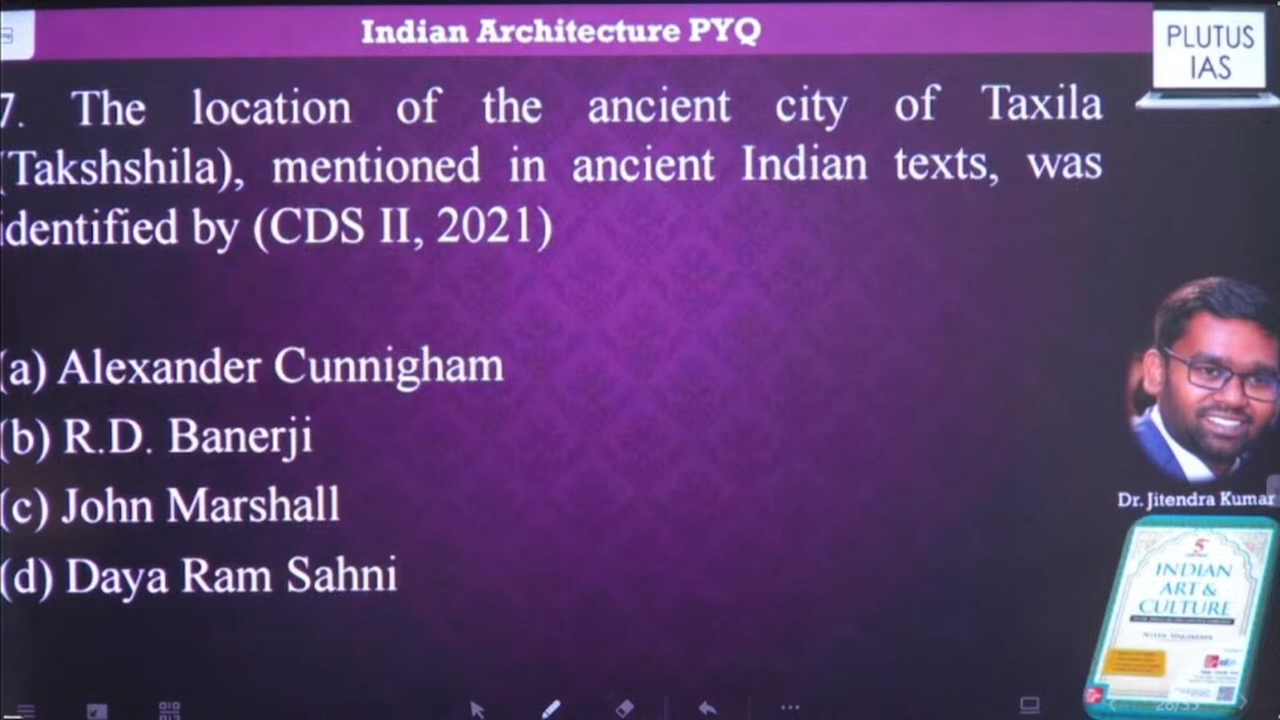 Indian Architecture PYQ
PLUTUS
IAS
7. The location of the ancient city of Taxila
(Takshshila), mentioned in ancient Indian texts, was
identified by (CDS II, 2021)
(a) Alexander Cunnigham
(b) R.D. Banerji
(c) John Marshall
(d) Daya Ram Sahni
Dr. Jitendra Kumar
5
INDIAN
ART &
CULTURE